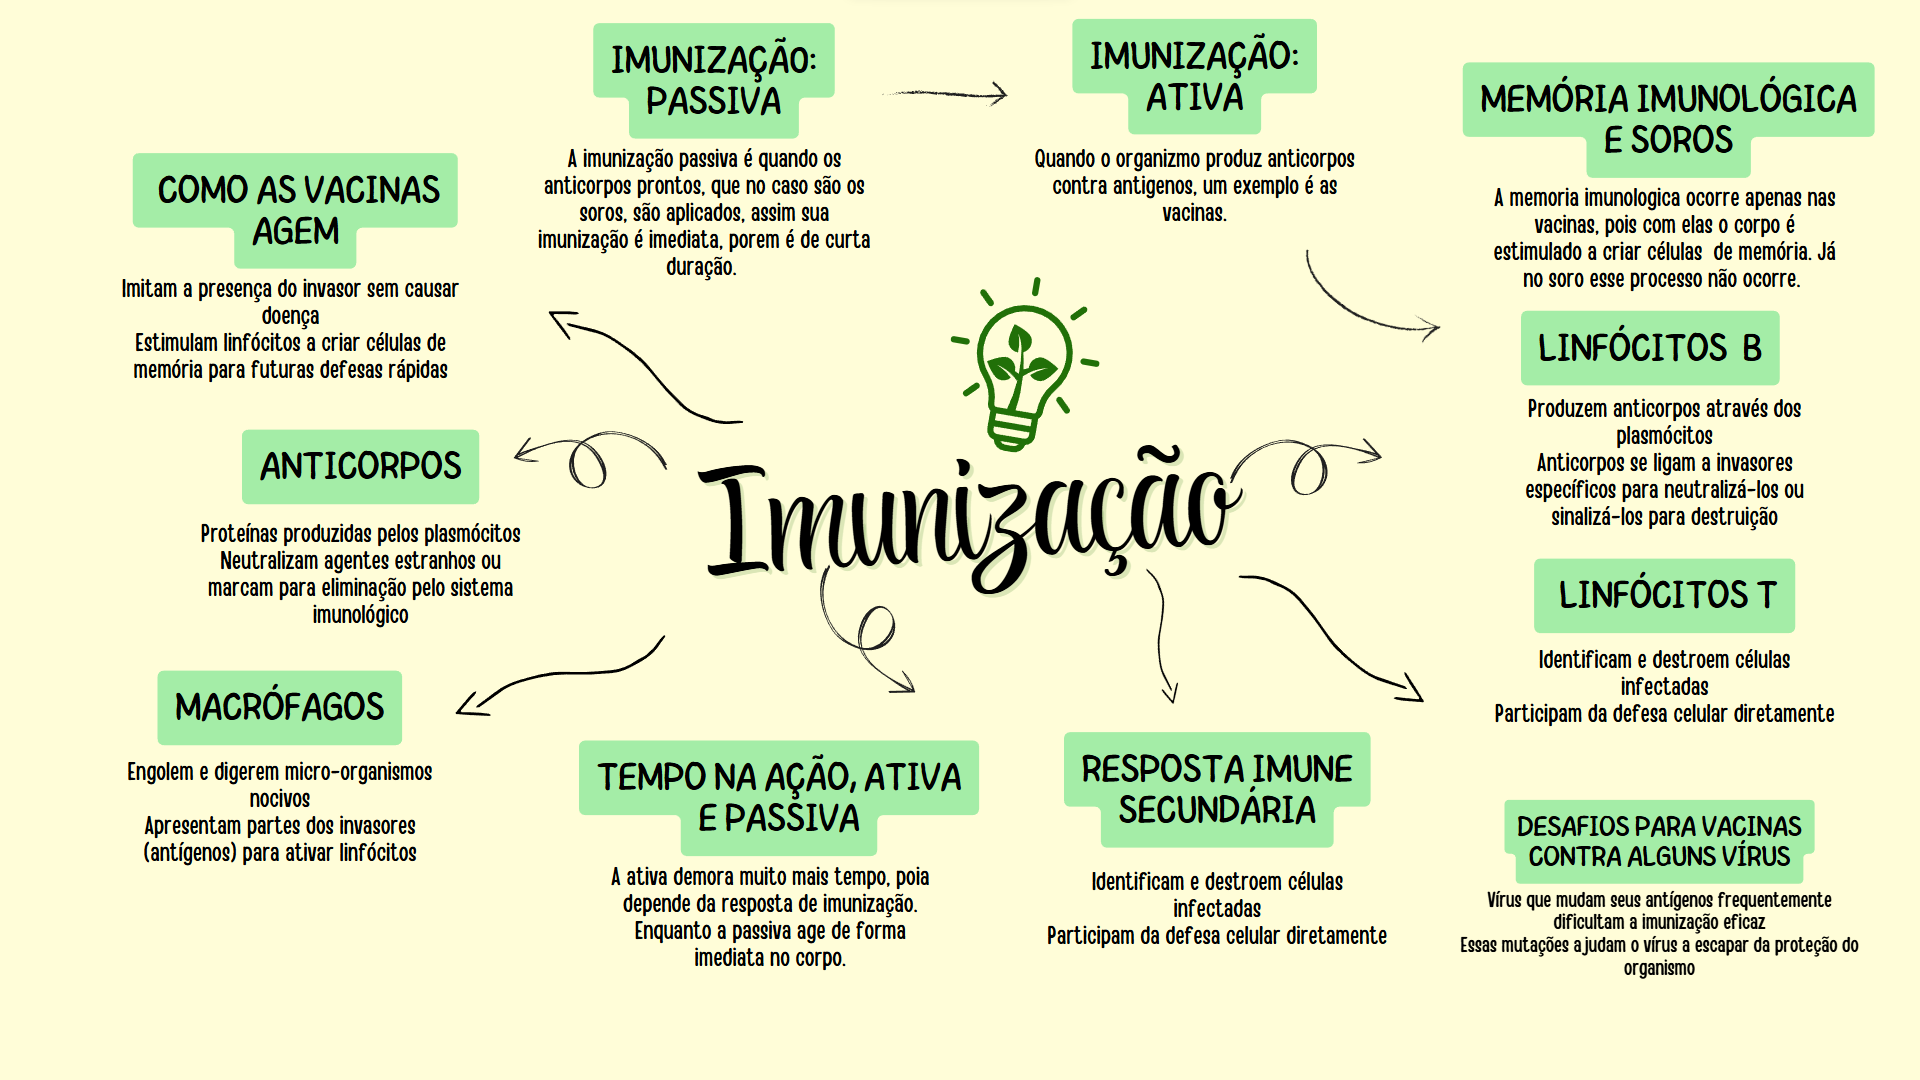 IMUNIZAÇÃO:
PASSIVA
A imunização passiva é quando os
anticorpos prontos, que no caso são os
soros, são aplicados, assim sua
imunização é imediata, porem é de curta
duração.
IMUNIZAÇÃO:
ATIVA
Quando o organizmo produz anticorpos
contra antigenos, um exemplo é as
vacinas.
MEMÓRIA IMUNOLÓGICA
E SOROS
A memoria imunologica ocorre apenas nas
vacinas, pois com elas o corpo é
estimulado a criar células de memória. Já
no soro esse processo não ocorre.
COMO AS VACINAS
AGEM
Imitam a presença do invasor sem causar
doença
Estimulam linfócitos a criar células de
memória para futuras defesas rápidas
LINFÓCITOS B
Produzem anticorpos através dos
plasmócitos
Anticorpos se ligam a invasores
específicos para neutralizá-los ou
sinalizá-los para destruição
ANTICORPOS
Proteínas produzidas pelos plasmócitos
Neutralizam agentes estranhos ou
marcam para eliminação pelo sistema
imunológico
Imunização
LINFÓCITOS T
Identificam e destroem células
infectadas
Participam da defesa celular diretamente
MACRÓFAGOS
Engolem e digerem micro-organismos
nocivos
Apresentam partes dos invasores
(antígenos) para ativar linfócitos
TEMPO NA AÇÃO, ATIVA
E PASSIVA
A ativa demora muito mais tempo, poia
depende da resposta de imunização.
Enquanto a passiva age de forma
imediata no corpo.
RESPOSTA IMUNE
SECUNDÁRIA
Identificam e destroem células
infectadas
Participam da defesa celular diretamente
DESAFIOS PARA VACINAS
CONTRA ALGUNS VÍRUS
Vírus que mudam seus antígenos frequentemente
dificultam a imunização eficaz
Essas mutações ajudam o vírus a escapar da proteção do
organismo